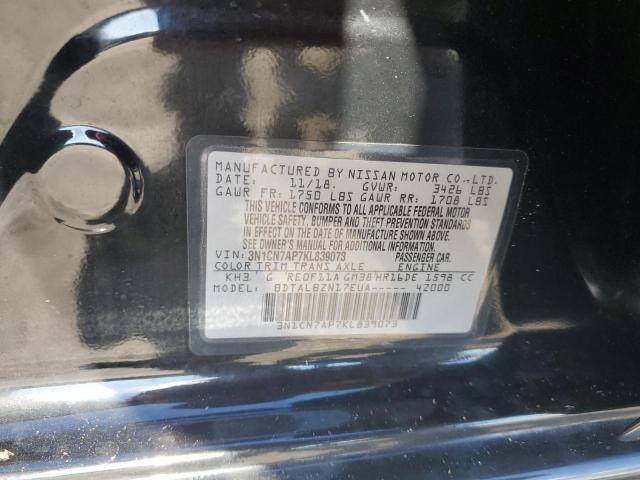 MANUFACTURED BY NISSAN MOTOR CO.,LTD.
DATE: 11/18. GVWR: 3426 LBS
GAWR FR: 1750 LBS GAWR RR: 1708 LBS
THIS VEHICLE CONFORMS TO ALL APPLICABLE FEDERAL MOTOR
VEHICLE SAFETY, BUMPER AND THEFT PREVENTION STANDARDS
IN EFFECT ON THE DATE OF MANUFACTURE SHOWN ABOVE.
SEE OWNER'S MANUAL FOR ADDITIONAL INFORMATION.
VIN: 3N1CN7AP7KL839073 PASSENGER CAR.
COLOR TRIM TRANS AXLE ENGINE
KH3 G RE0F11A GM38 HR16DE 1598 CC
MODEL: BDTALBZN17EUA----- 42000
3N1CN7AP7KL839073